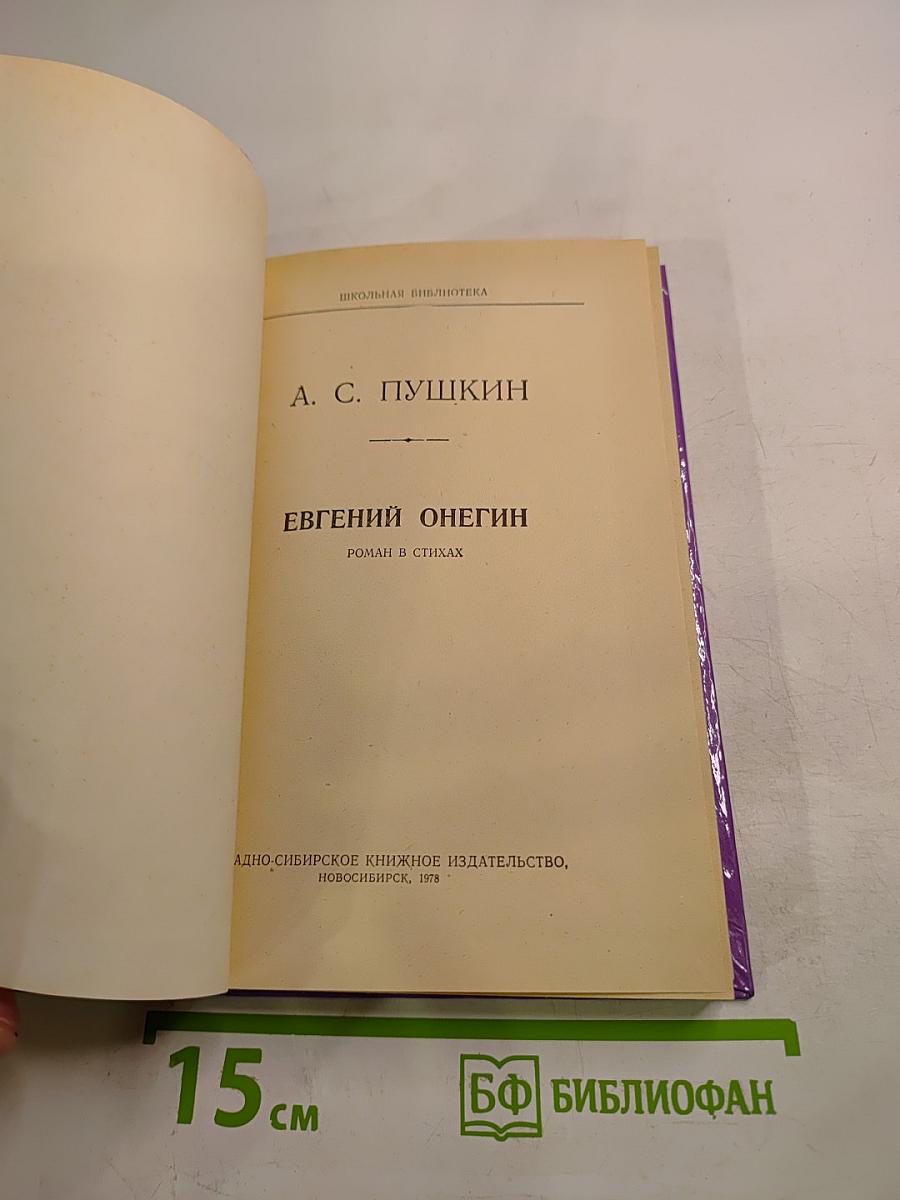 ШКОЛЬНАЯ БИБЛИОТЕКА
А. С. ПУШКИН
ЕВГЕНИЙ ОНЕГИН
РОМАН В СТИХАХ
АДНО-СИБИРСКОЕ КНИЖНОЕ ИЗДАТЕЛЬСТВО,
НОВОСИБИРСК, 1978
15 см
БФ БИБЛИОФАН